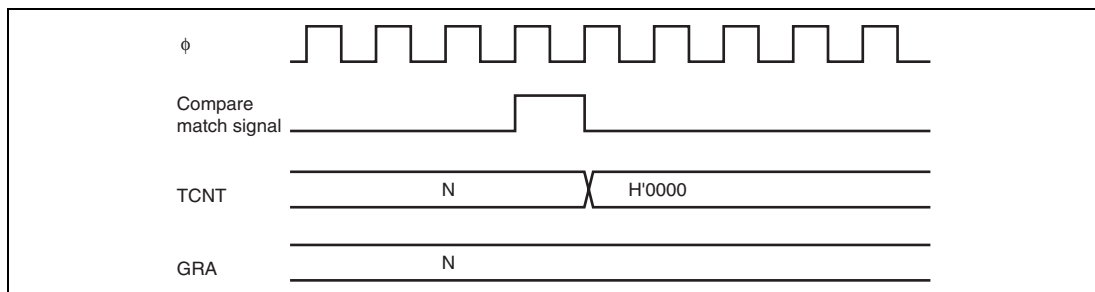 ϕ
Compare
match signal
TCNT
N
H'0000
GRA
N